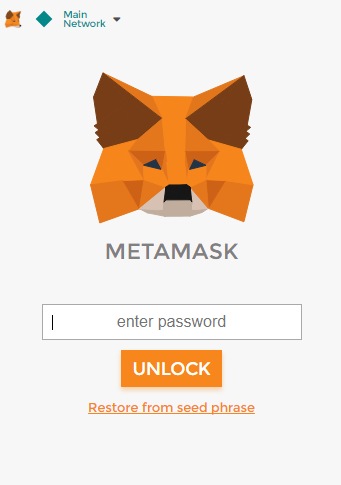 Main
Network
METAMASK
enter password
UNLOCK
Restore from seed phrase